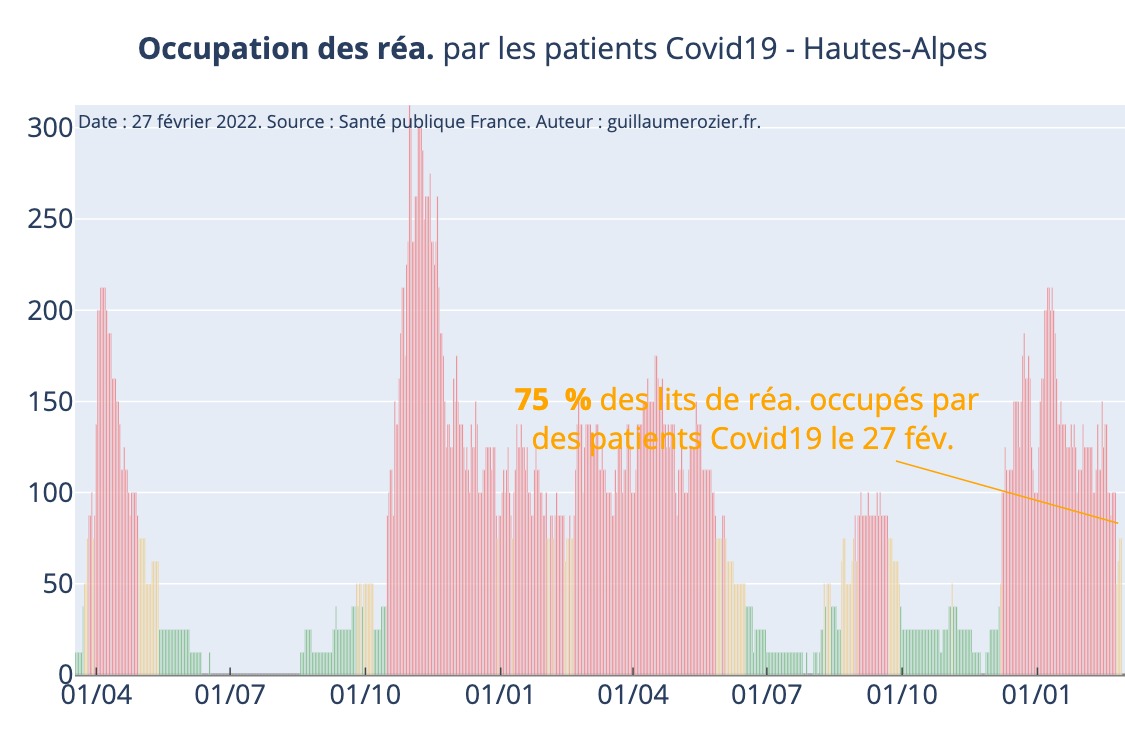 Occupation des réa. par les patients Covid19 - Hautes-Alpes
Date : 27 février 2022. Source : Santé publique France. Auteur : guillaumerozier.fr.
300
250
200
150
100
50
0
75 % des lits de réa. occupés par
des patients Covid19 le 27 fév.
01/04 01/07 01/10 01/01 01/04 01/07 01/10 01/01